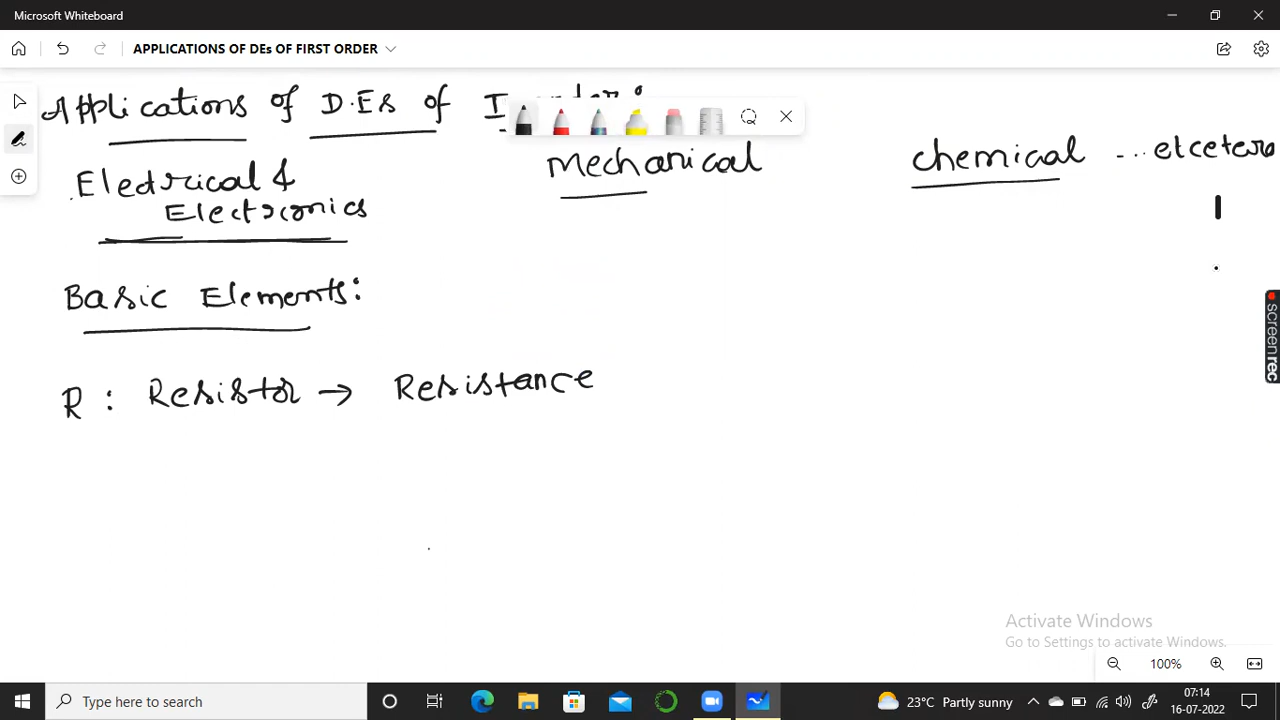 Microsoft Whiteboard
APPLICATIONS OF DEs OF FIRST ORDER
Applications of D.Es of I
Electrical &
Electronics
mechanical
chemical ... etcetera
Basic Elements:
R : Resistor → Resistance
screenrec
Activate Windows
Go to Settings to activate Windows.
100%
Type here to search
23°C Partly sunny
07:14
16-07-2022